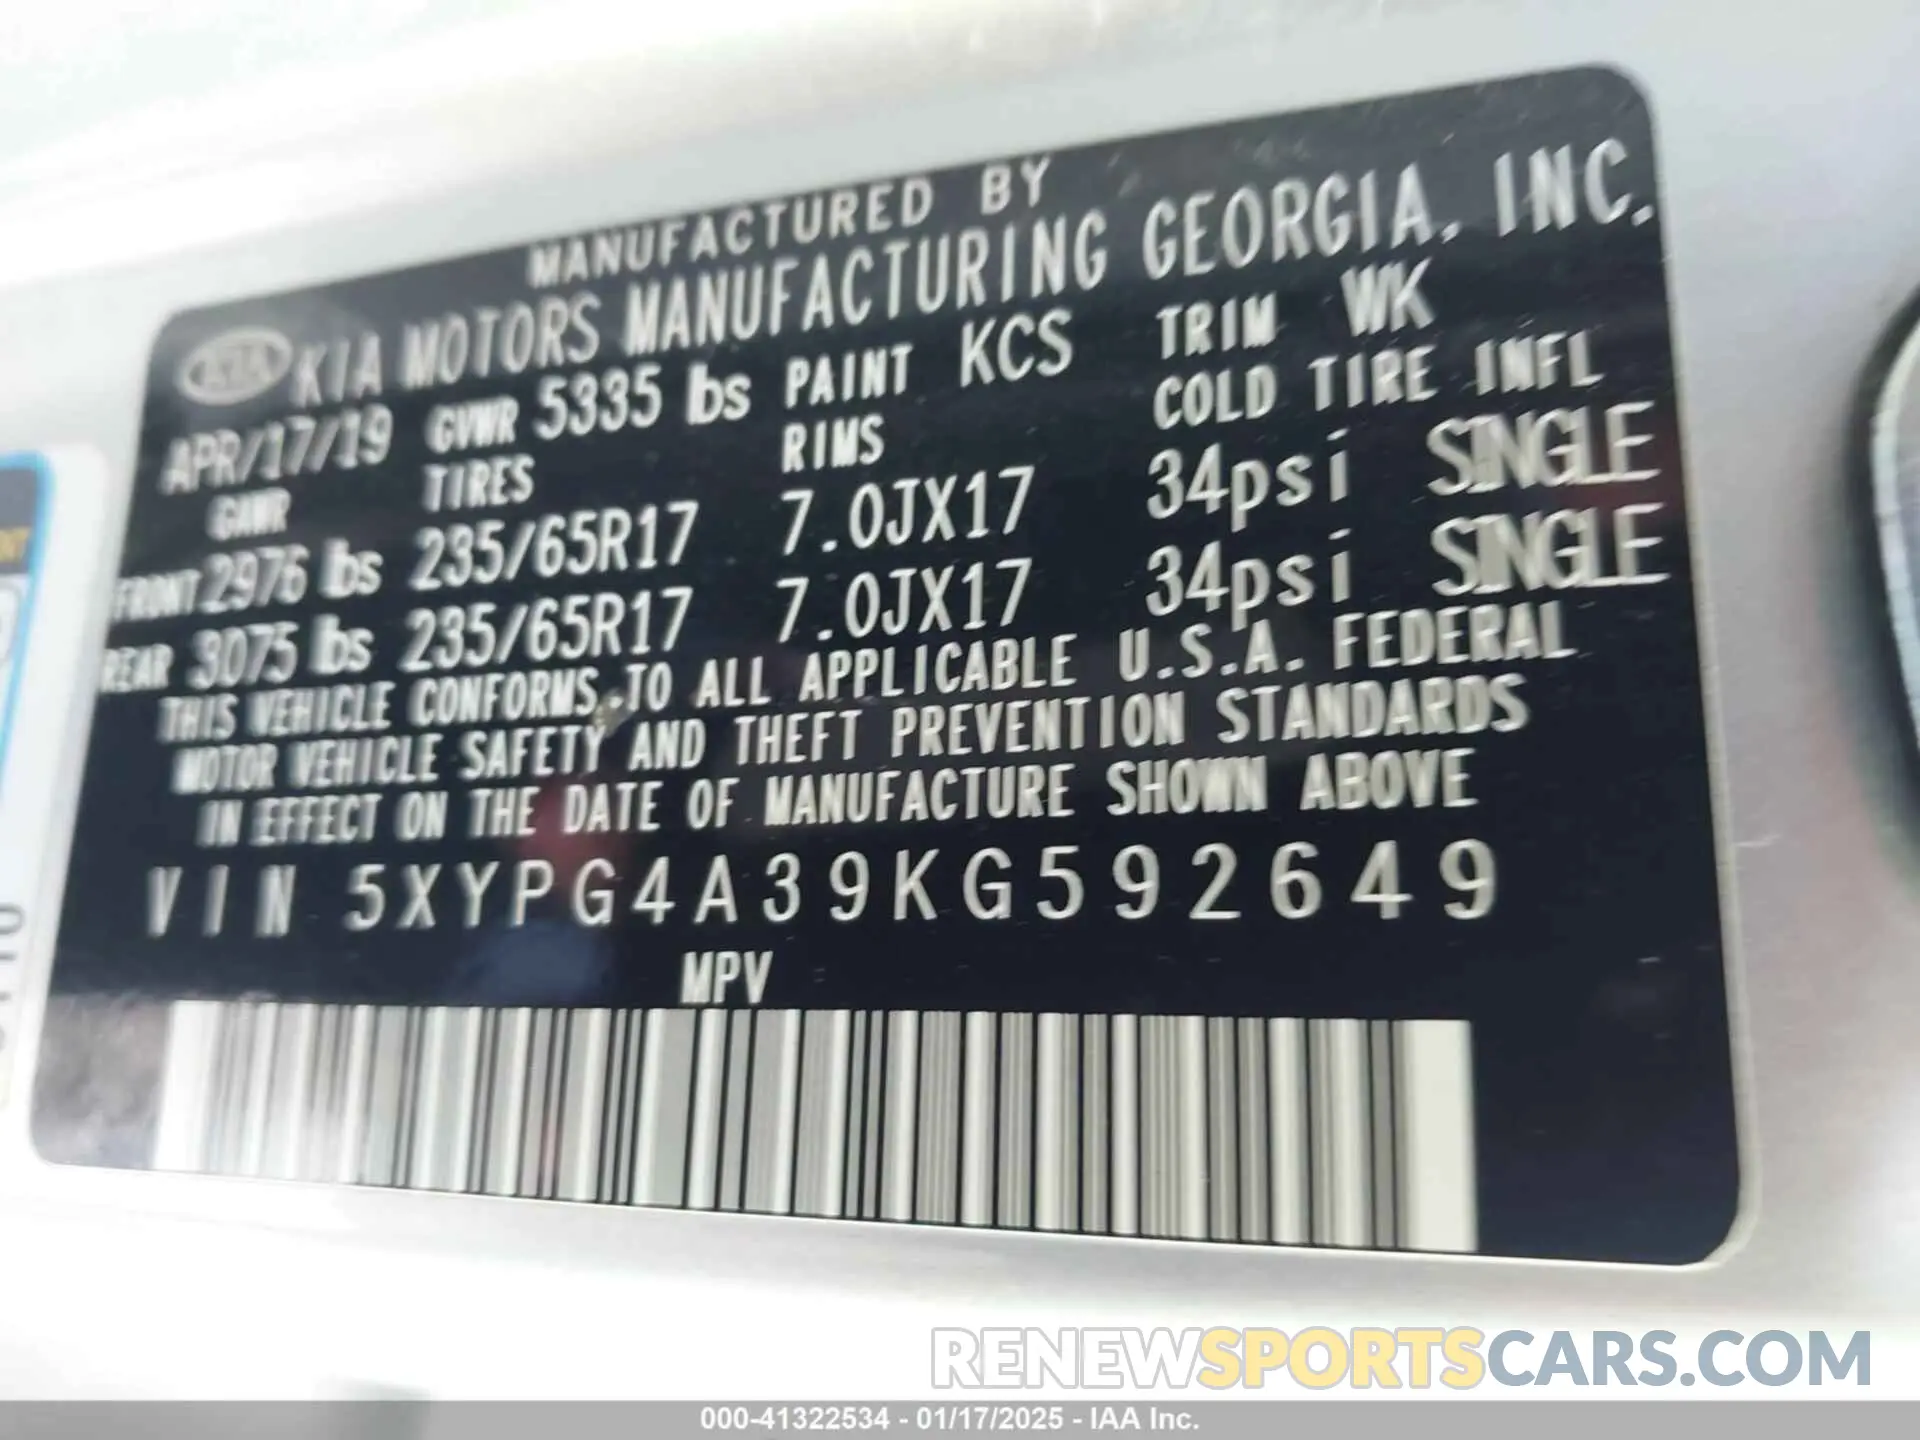 MANUFACTURED BY
KIA KIA MOTORS MANUFACTURING GEORGIA, INC.
APR/17/19 GVWR 5335 lbs PAINT KCS TRIM WK
GAWR TIRES RIMS COLD TIRE INFL
FRONT 2976 lbs 235/65R17 7.0JX17 34psi SINGLE
REAR 3075 lbs 235/65R17 7.0JX17 34psi SINGLE
THIS VEHICLE CONFORMS TO ALL APPLICABLE U.S.A. FEDERAL
MOTOR VEHICLE SAFETY AND THEFT PREVENTION STANDARDS
IN EFFECT ON THE DATE OF MANUFACTURE SHOWN ABOVE
VIN 5XYPG4A39KG592649
MPV
RENEWSPORTSCARS.COM
000-41322534 - 01/17/2025 - IAA Inc.